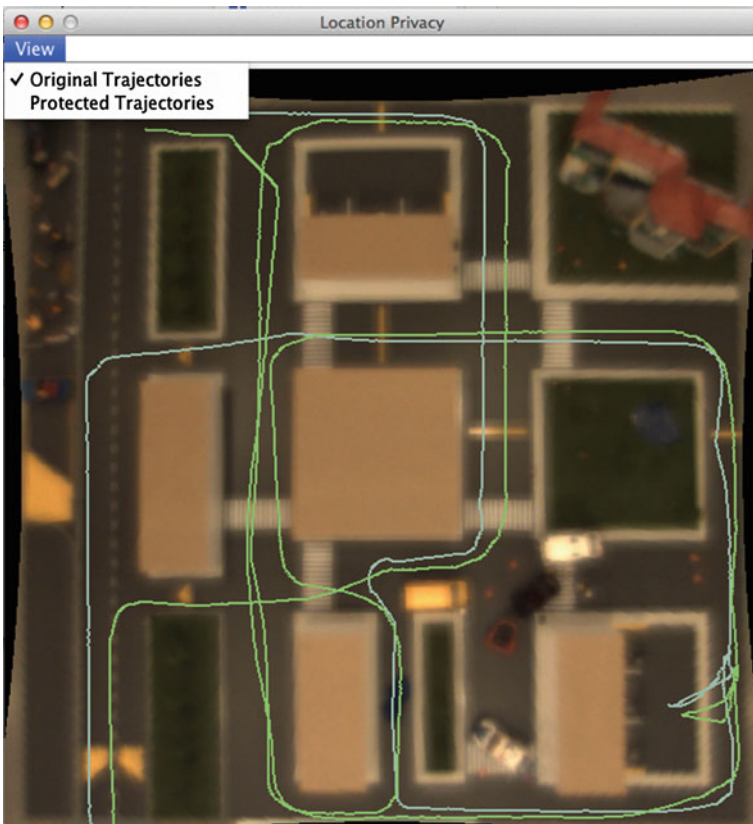 Location Privacy
View
✓ Original Trajectories
Protected Trajectories